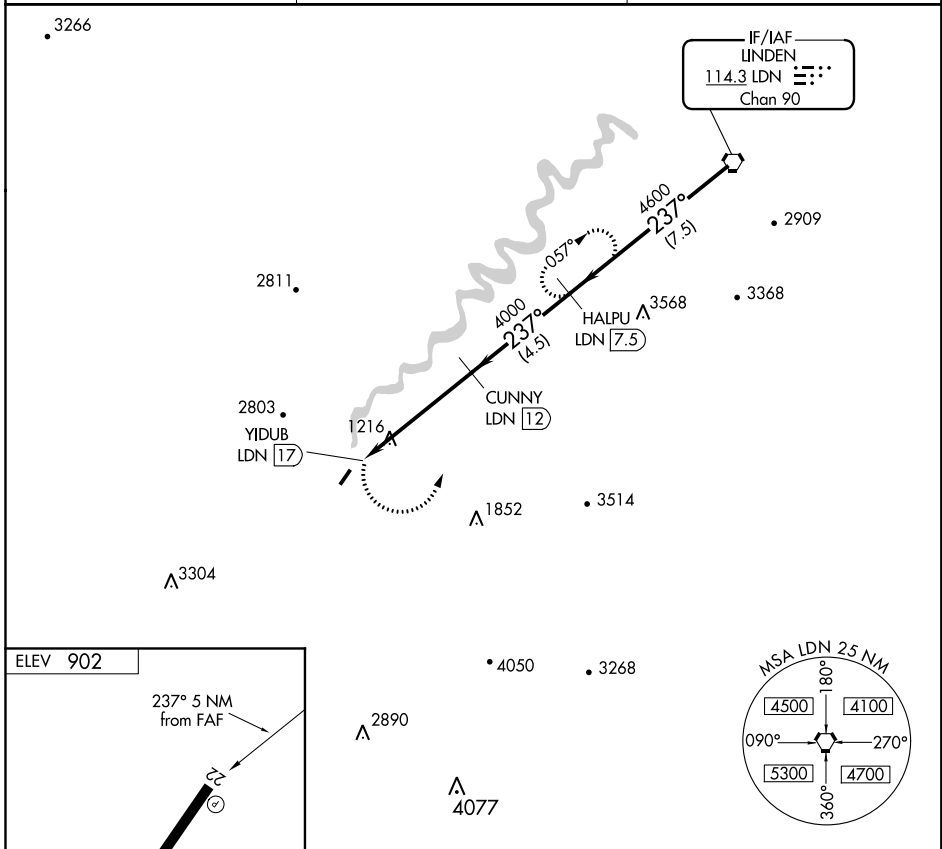 3266
IF/IAF
LINDEN
114.3 LDN
Chan 90
4600
237°
(7.5)
2909
057°
2811
3568
3368
HALPU
LDN 7.5
4000
237°
(4.5)
CUNNY
LDN 12
2803
1216
YIDUB
LDN 17
1852
3514
3304
ELEV 902
4050
3268
MSA LDN 25 NM
180°
4500
4100
090°
270°
5300
4700
360°
237° 5 NM
from FAF
2890
22
P
4077